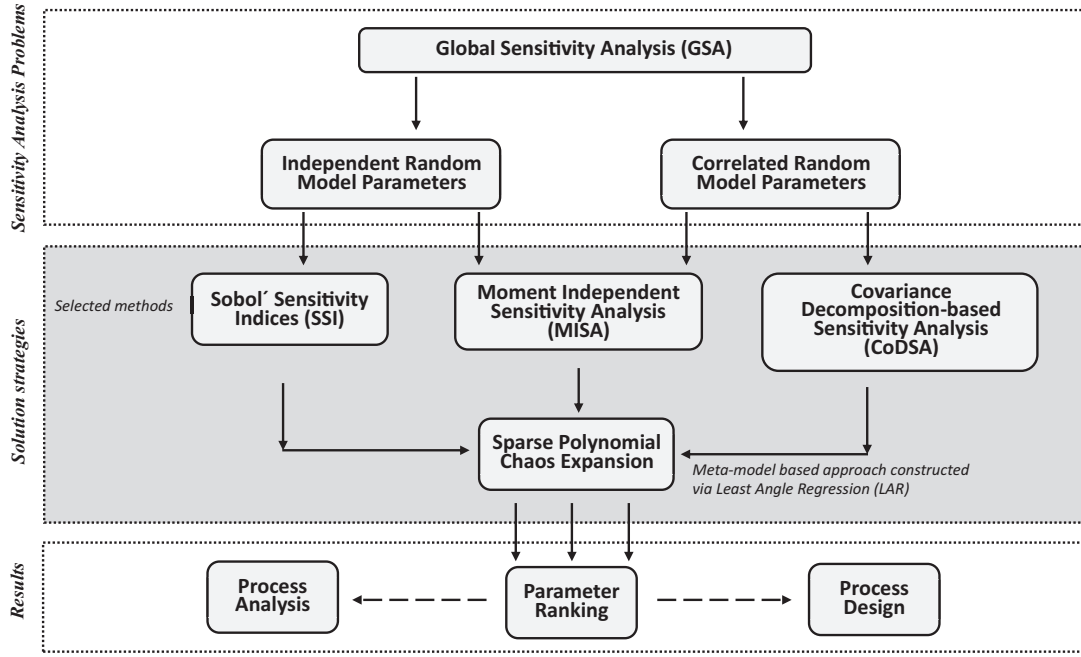 Sensitivity Analysis Problems
Global Sensitivity Analysis (GSA)
Independent Random
Model Parameters
Correlated Random
Model Parameters
Solution strategies
Selected methods
Sobol´ Sensitivity
Indices (SSI)
Moment Independent
Sensitivity Analysis
(MISA)
Covariance
Decomposition-based
Sensitivity Analysis
(CoDSA)
Sparse Polynomial
Chaos Expansion
Meta-model based approach constructed
via Least Angle Regression (LAR)
Results
Process
Analysis
Parameter
Ranking
Process
Design